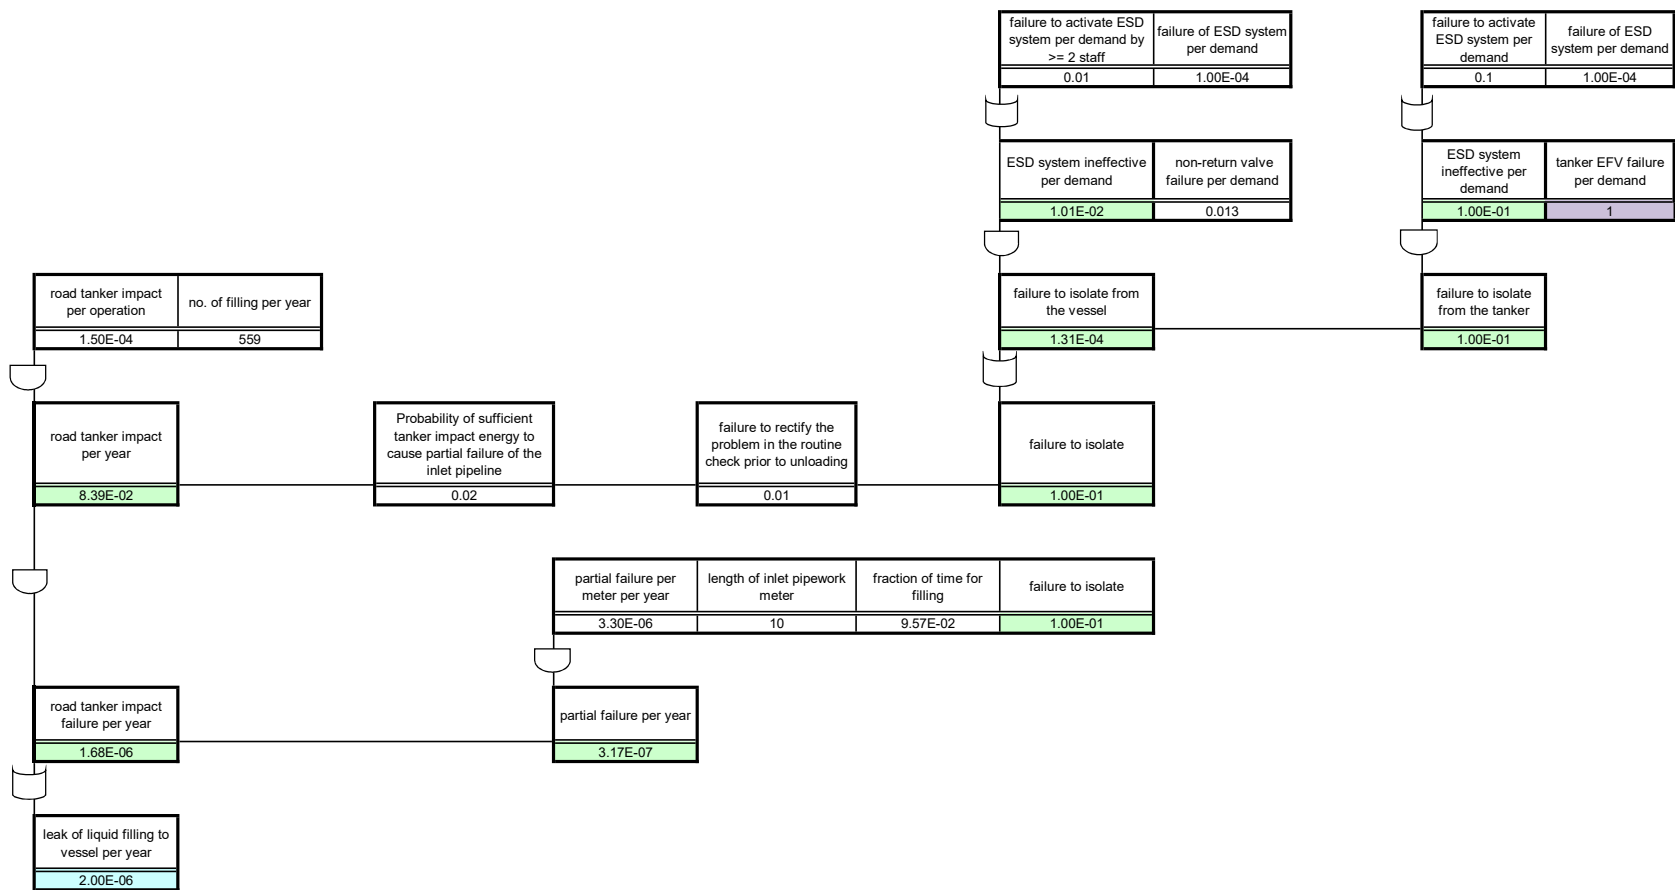 failure to activate ESD
system per demand by
>= 2 staff
failure of ESD system
per demand
0.01
1.00E-04
failure to activate
ESD system per
demand
failure of ESD
system per demand
0.1
1.00E-04
ESD system ineffective
per demand
non-return valve
failure per demand
1.01E-02
0.013
ESD system
ineffective per
demand
tanker EFV failure
per demand
1.00E-01
1
road tanker impact
per operation
no. of filling per year
1.50E-04
559
failure to isolate from
the vessel
1.31E-04
failure to isolate
from the tanker
1.00E-01
road tanker impact
per year
8.39E-02
Probability of sufficient
tanker impact energy to
cause partial failure of the
inlet pipeline
0.02
failure to rectify the
problem in the routine
check prior to unloading
0.01
failure to isolate
1.00E-01
partial failure per
meter per year
length of inlet pipework
meter
fraction of time for
filling
failure to isolate
3.30E-06
10
9.57E-02
1.00E-01
road tanker impact
failure per year
1.68E-06
partial failure per year
3.17E-07
leak of liquid filling to
vessel per year
2.00E-06